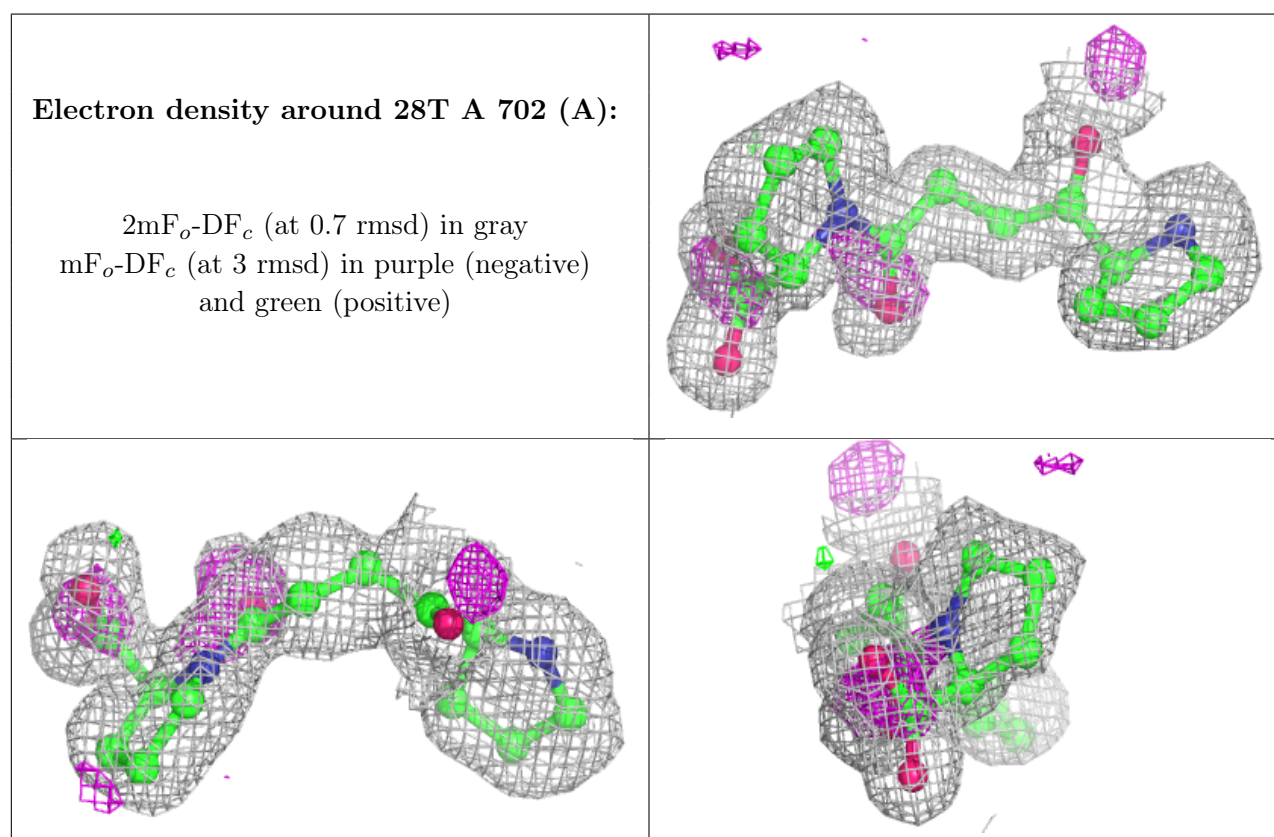 Electron density around 28T A 702 (A):
2mFo-DFc (at 0.7 rmsd) in gray
mFo-DFc (at 3 rmsd) in purple (negative)
and green (positive)